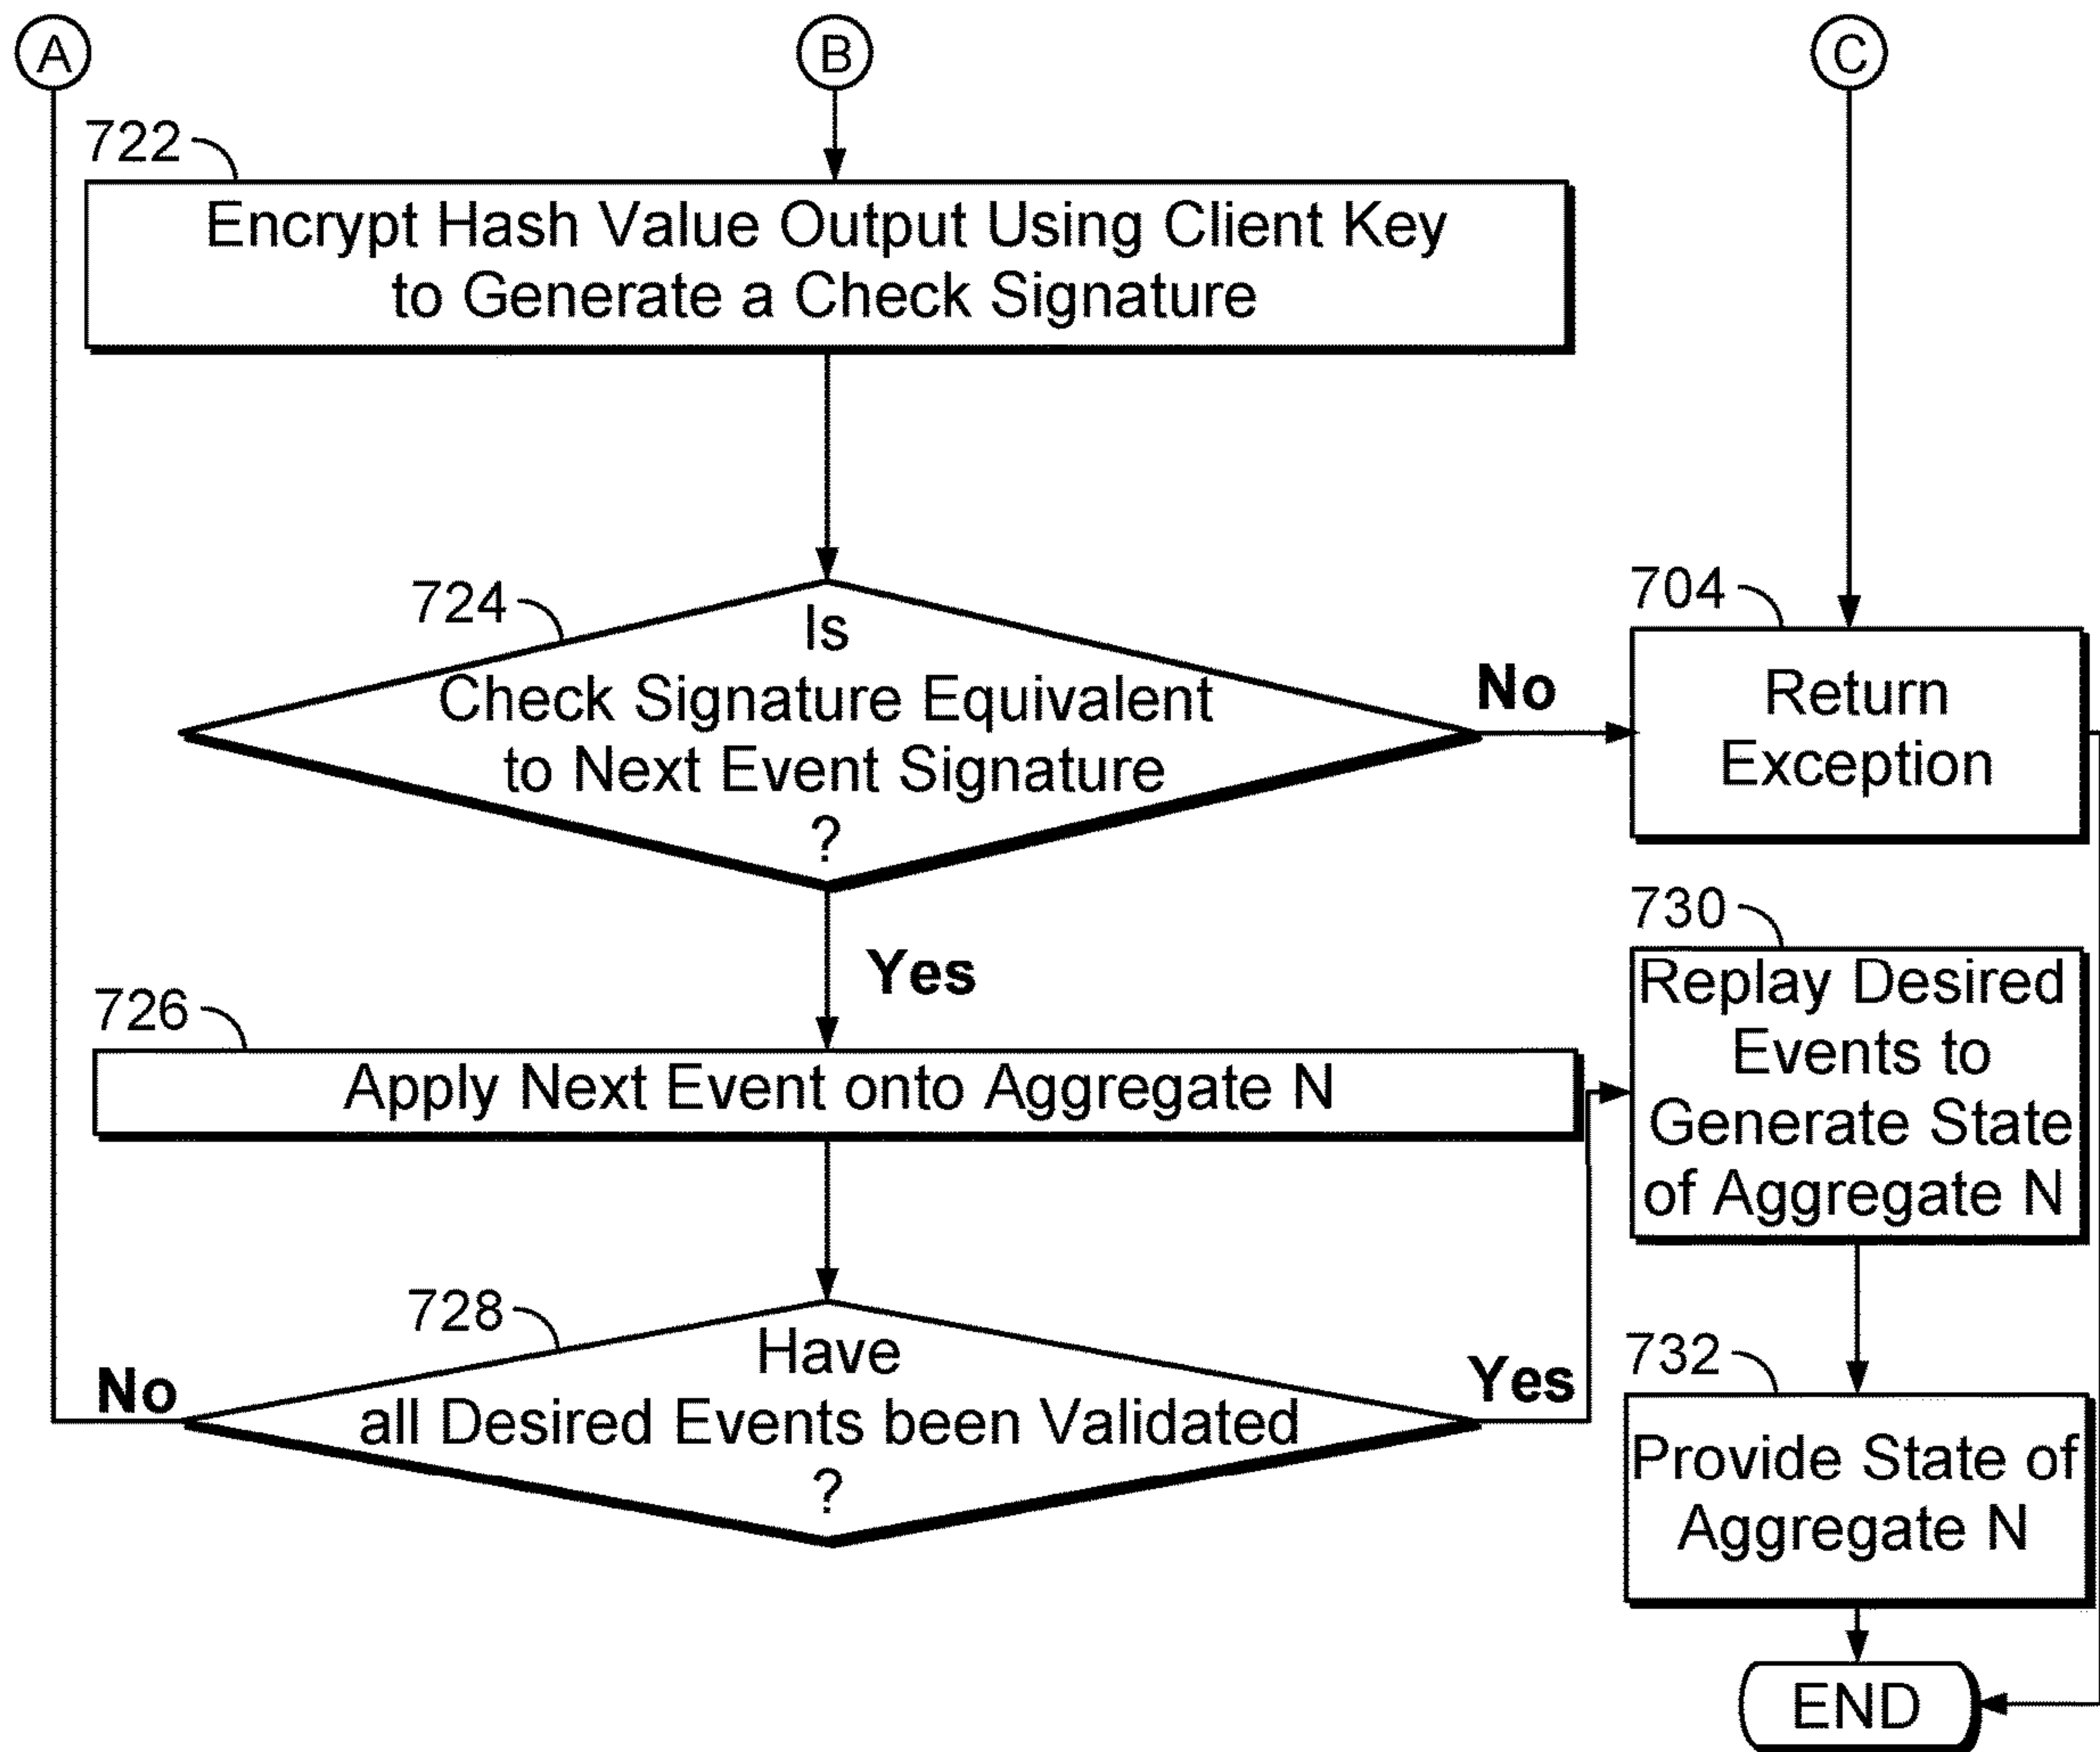 A
B
C
722
Encrypt Hash Value Output Using Client Key
to Generate a Check Signature
724
Is
Check Signature Equivalent
to Next Event Signature
?
No
704
Return
Exception
Yes
726
Apply Next Event onto Aggregate N
730
Replay Desired
Events to
Generate State
of Aggregate N
728
Have
all Desired Events been Validated
?
No
Yes
732
Provide State of
Aggregate N
END